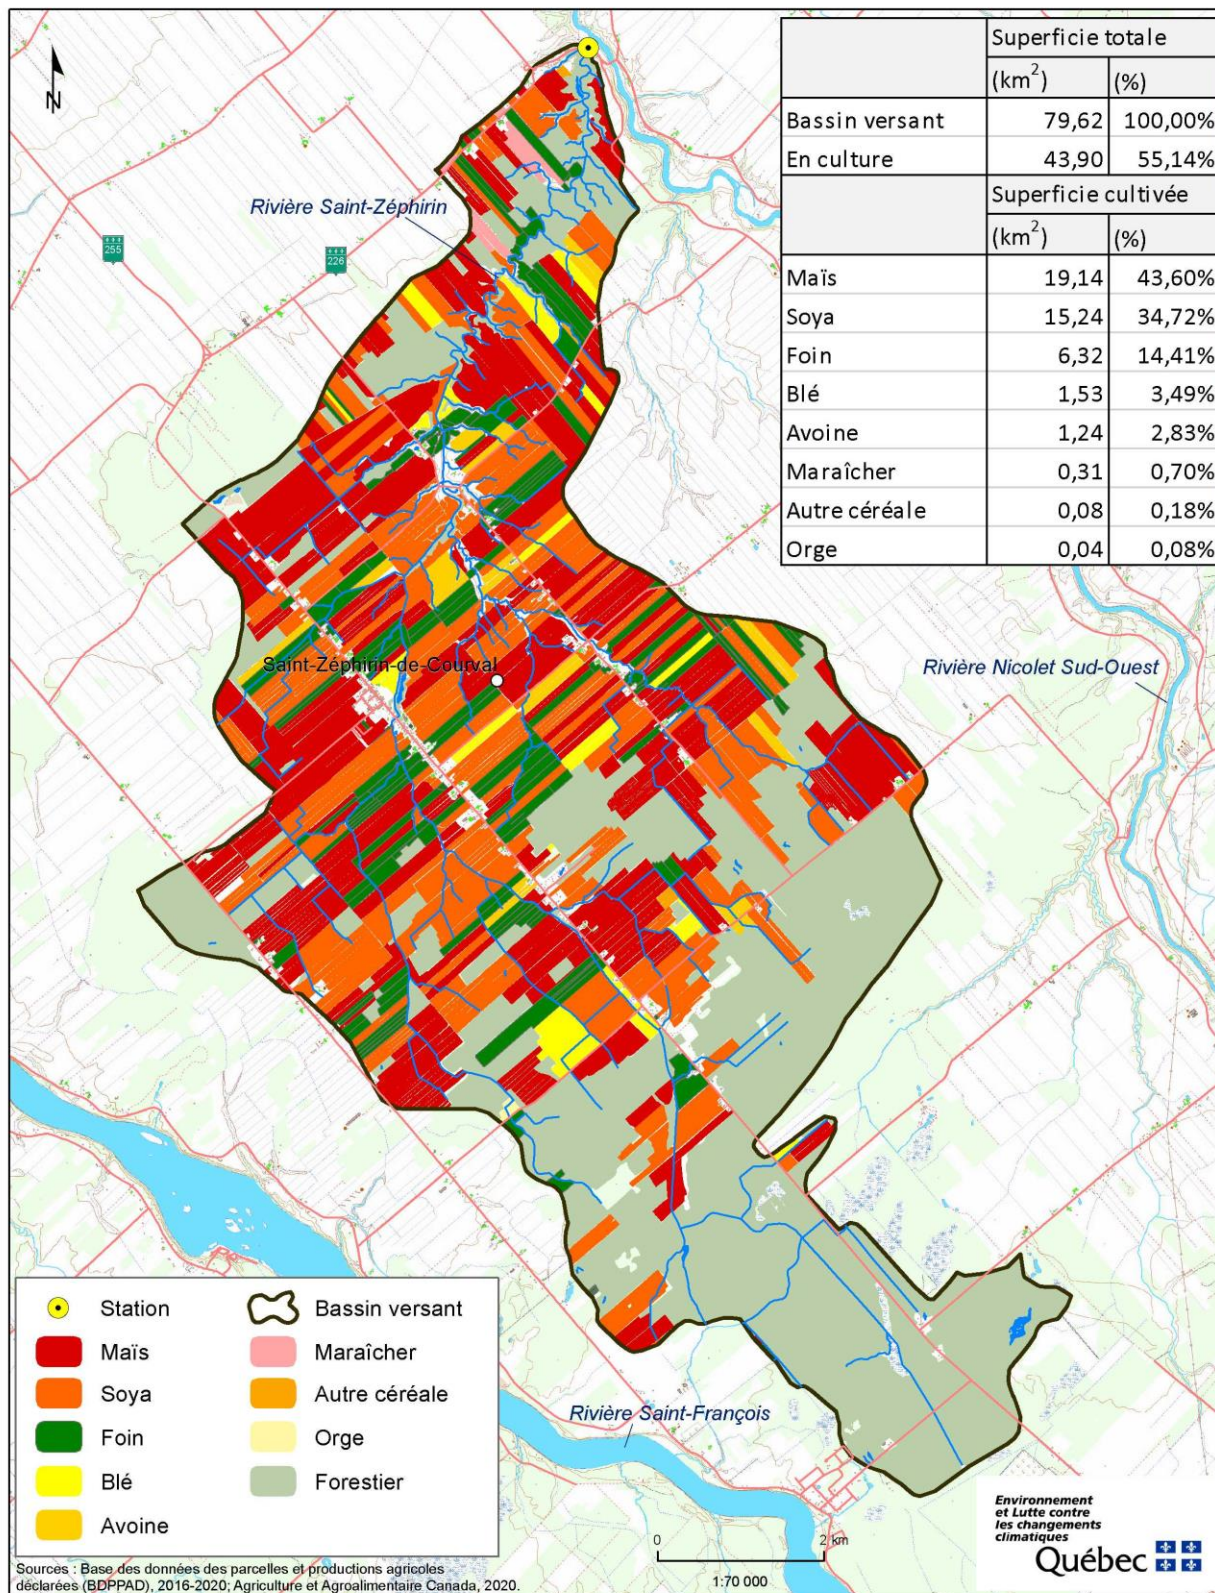 N
Superficie totale
(km²) (%)
Bassin versant 79,62 100,00%
En culture 43,90 55,14%
Superficie cultivée
(km²) (%)
Maïs 19,14 43,60%
Soya 15,24 34,72%
Foin 6,32 14,41%
Blé 1,53 3,49%
Avoine 1,24 2,83%
Maraîcher 0,31 0,70%
Autre céréale 0,08 0,18%
Orge 0,04 0,08%
Rivière Saint-Zéphirin
255
226
Saint-Zéphirin-de-Courval
Rivière Nicolet Sud-Ouest
Rivière Saint-François
Station
Bassin versant
Maïs
Maraîcher
Soya
Autre céréale
Foin
Orge
Blé
Forestier
Avoine
0 2 km
1:70 000
Environnement
et Lutte contre
les changements
climatiques
Québec
Sources : Base des données des parcelles et productions agricoles
déclarées (BDPPAD), 2016-2020; Agriculture et Agroalimentaire Canada, 2020.